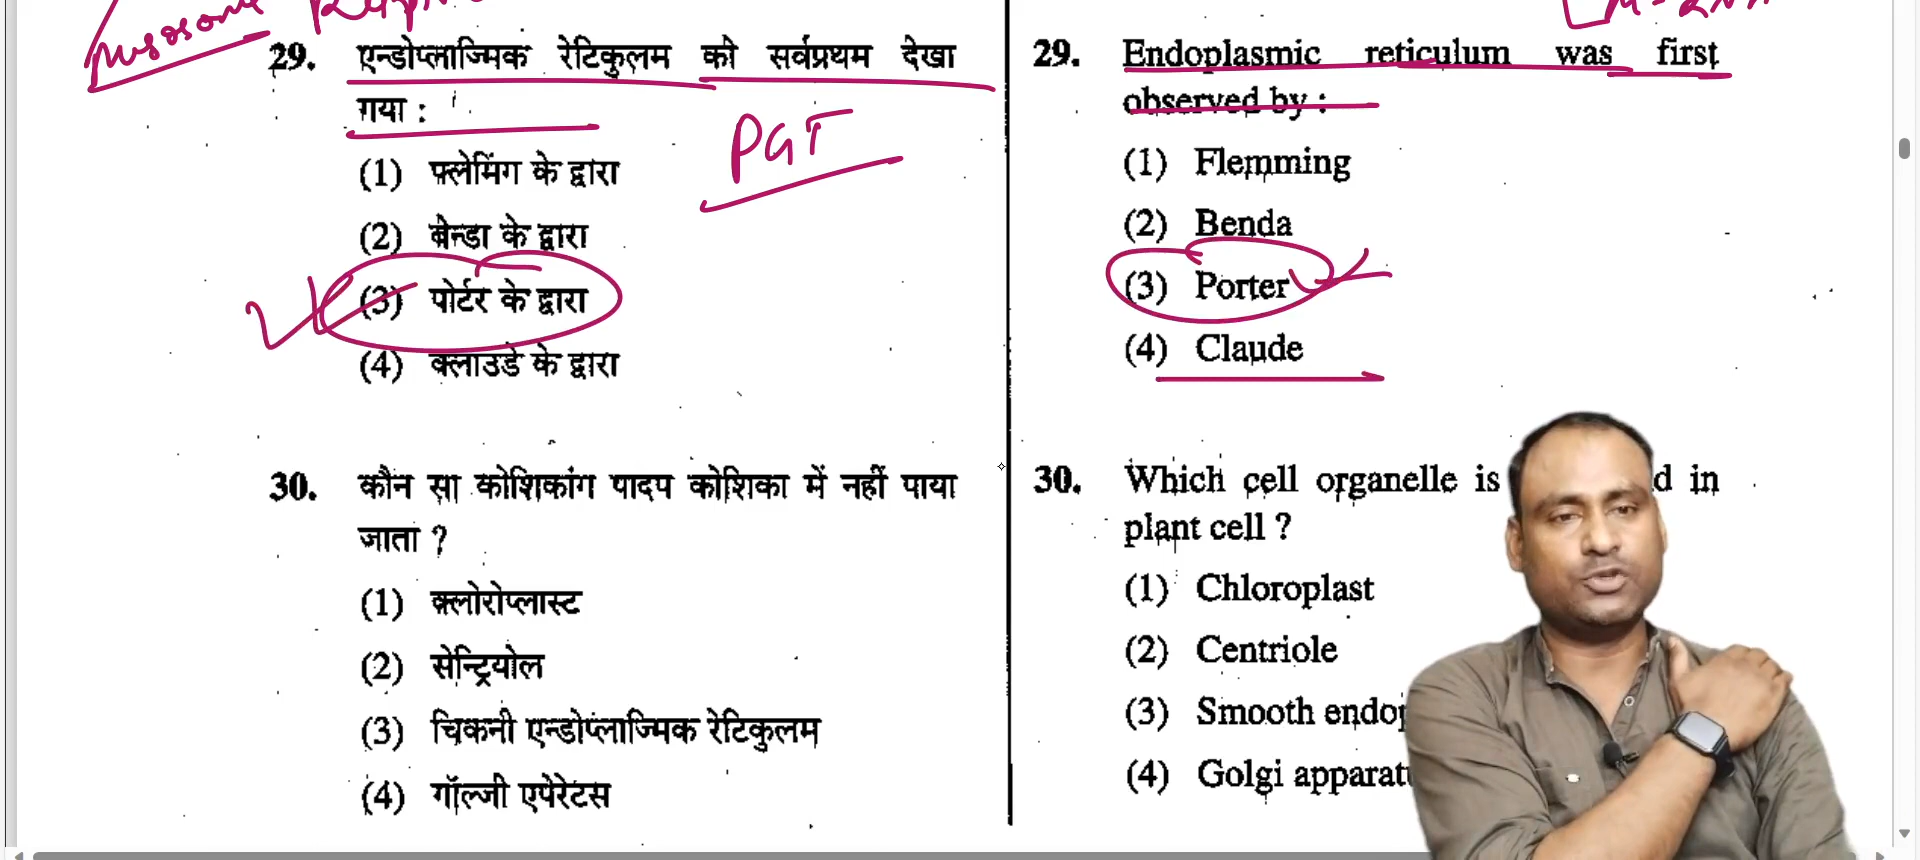 29. एन्डोप्लाज्मिक रेटिकुलम को सर्वप्रथम देखा
गया :
PGT
(1) फ्लेमिंग के द्वारा
(2) बेन्डा के द्वारा
(3) पोर्टर के द्वारा
(4) क्लाउडे के द्वारा
30. कौन सा कोशिकांग पादप कोशिका में नहीं पाया
जाता ?
(1) क्लोरोप्लास्ट
(2) सेन्ट्रियोल
(3) चिकनी एन्डोप्लाज्मिक रेटिकुलम
(4) गॉल्जी एपेरेटस
29. Endoplasmic reticulum was first
observed by :
(1) Flemming
(2) Benda
(3) Porter
(4) Claude
30. Which cell organelle is in
plant cell ?
(1) Chloroplast
(2) Centriole
(3) Smooth
(4) Golgi